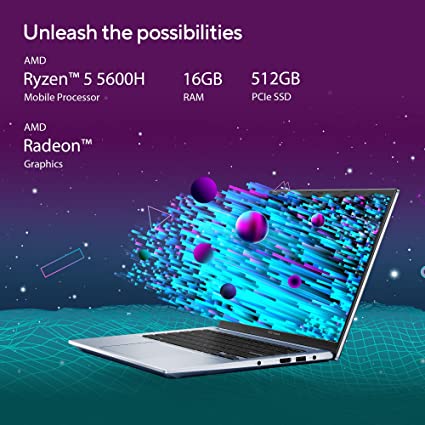 Unleash the possibilities
AMD
Ryzen™ 5 5600H
Mobile Processor
16GB
RAM
512GB
PCIe SSD
AMD
Radeon™
Graphics